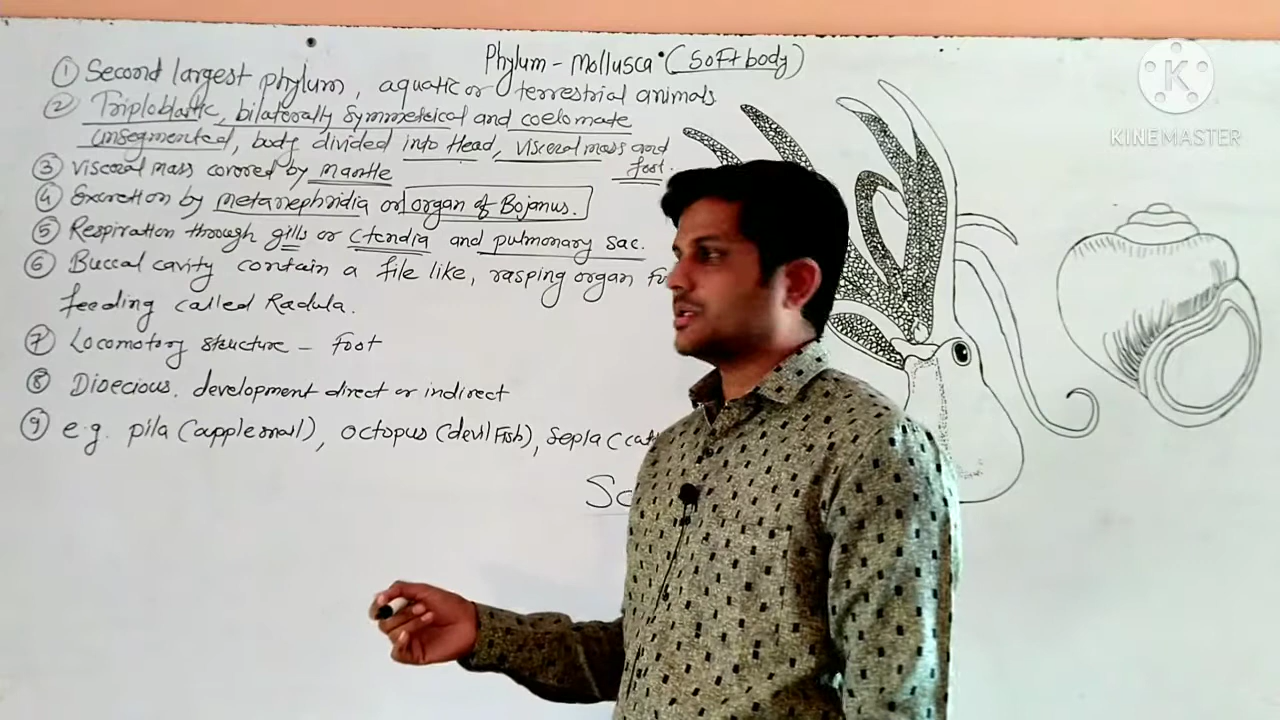 Phylum - Mollusca (Soft body)
① Second largest phylum, aquatic or terrestrial animals
② Triploblastic, bilaterally symmetrical and coelomate
unsegmented, body divided into Head, visceral mass and
foot.
③ visceral mass covered by mantle
④ Excretion by metanephridia or organ of Bojanus.
⑤ Respiration through gills or Ctendia and pulmonary sac.
⑥ Buccal cavity contain a file like, rasping organ
feeding called Radula.
⑦ Locomotory structure - foot
⑧ Dioecious, development direct or indirect
⑨ e.g. pila (apple snail), octopus (devil Fish), Sepia
K
KINEMASTER